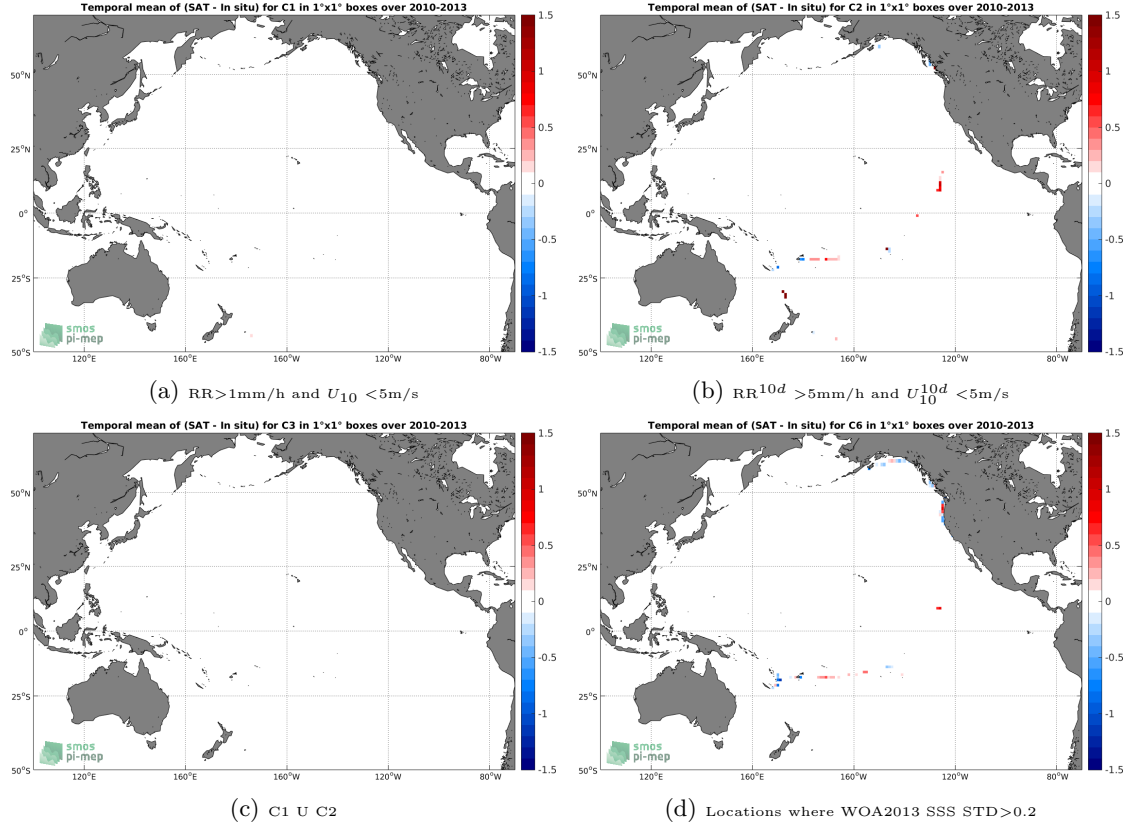 Temporal mean of (SAT - In situ) for C1 in 1°x1° boxes over 2010-2013
50°N
25°N
0°
25°S
50°S
120°E
160°E
160°W
120°W
80°W
1.5
1
0.5
0
-0.5
-1
-1.5
smos
pi-mep
(a) RR>1mm/h and U10 <5m/s
Temporal mean of (SAT - In situ) for C2 in 1°x1° boxes over 2010-2013
50°N
25°N
0°
25°S
50°S
120°E
160°E
160°W
120°W
80°W
1.5
1
0.5
0
-0.5
-1
-1.5
smos
pi-mep
(b) RR^10d >5mm/h and U_10^10d <5m/s
Temporal mean of (SAT - In situ) for C3 in 1°x1° boxes over 2010-2013
50°N
25°N
0°
25°S
50°S
120°E
160°E
160°W
120°W
80°W
1.5
1
0.5
0
-0.5
-1
-1.5
smos
pi-mep
(c) C1 U C2
Temporal mean of (SAT - In situ) for C6 in 1°x1° boxes over 2010-2013
50°N
25°N
0°
25°S
50°S
120°E
160°E
160°W
120°W
80°W
1.5
1
0.5
0
-0.5
-1
-1.5
smos
pi-mep
(d) Locations where WOA2013 SSS STD>0.2